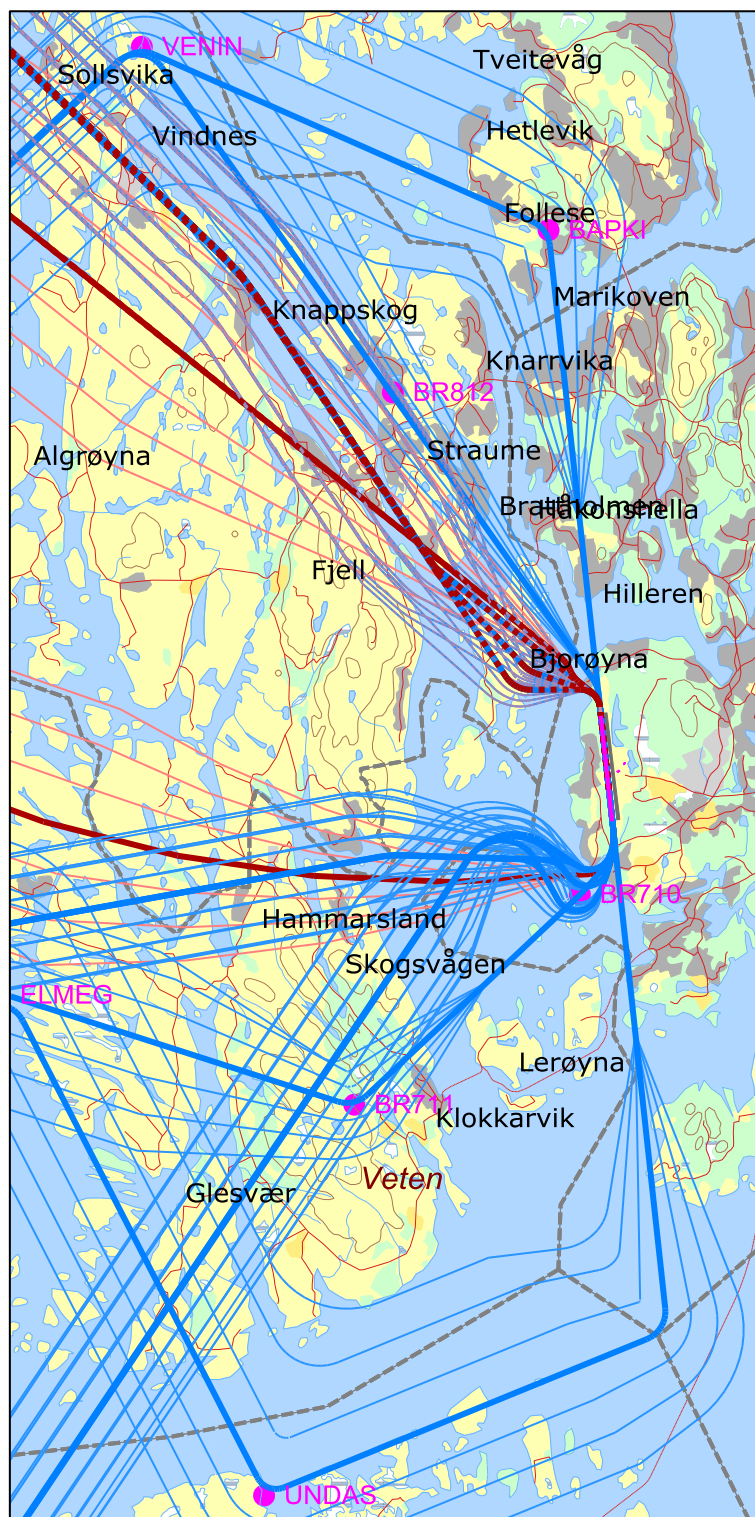 VENIN
Tveitevåg
Sollsvika
Hetlevik
Vindnes
Follese
BAPKI
Marikoven
Knappskog
Knarrvika
BR812
Straume
Algrøyna
Brattholmen
Håkonshella
Fjell
Hilleren
Bjorøyna
BR710
Hammarsland
Skogsvågen
ELMEG
Lerøyna
BR711
Klokkarvik
Veten
Glesvær
UNDAS